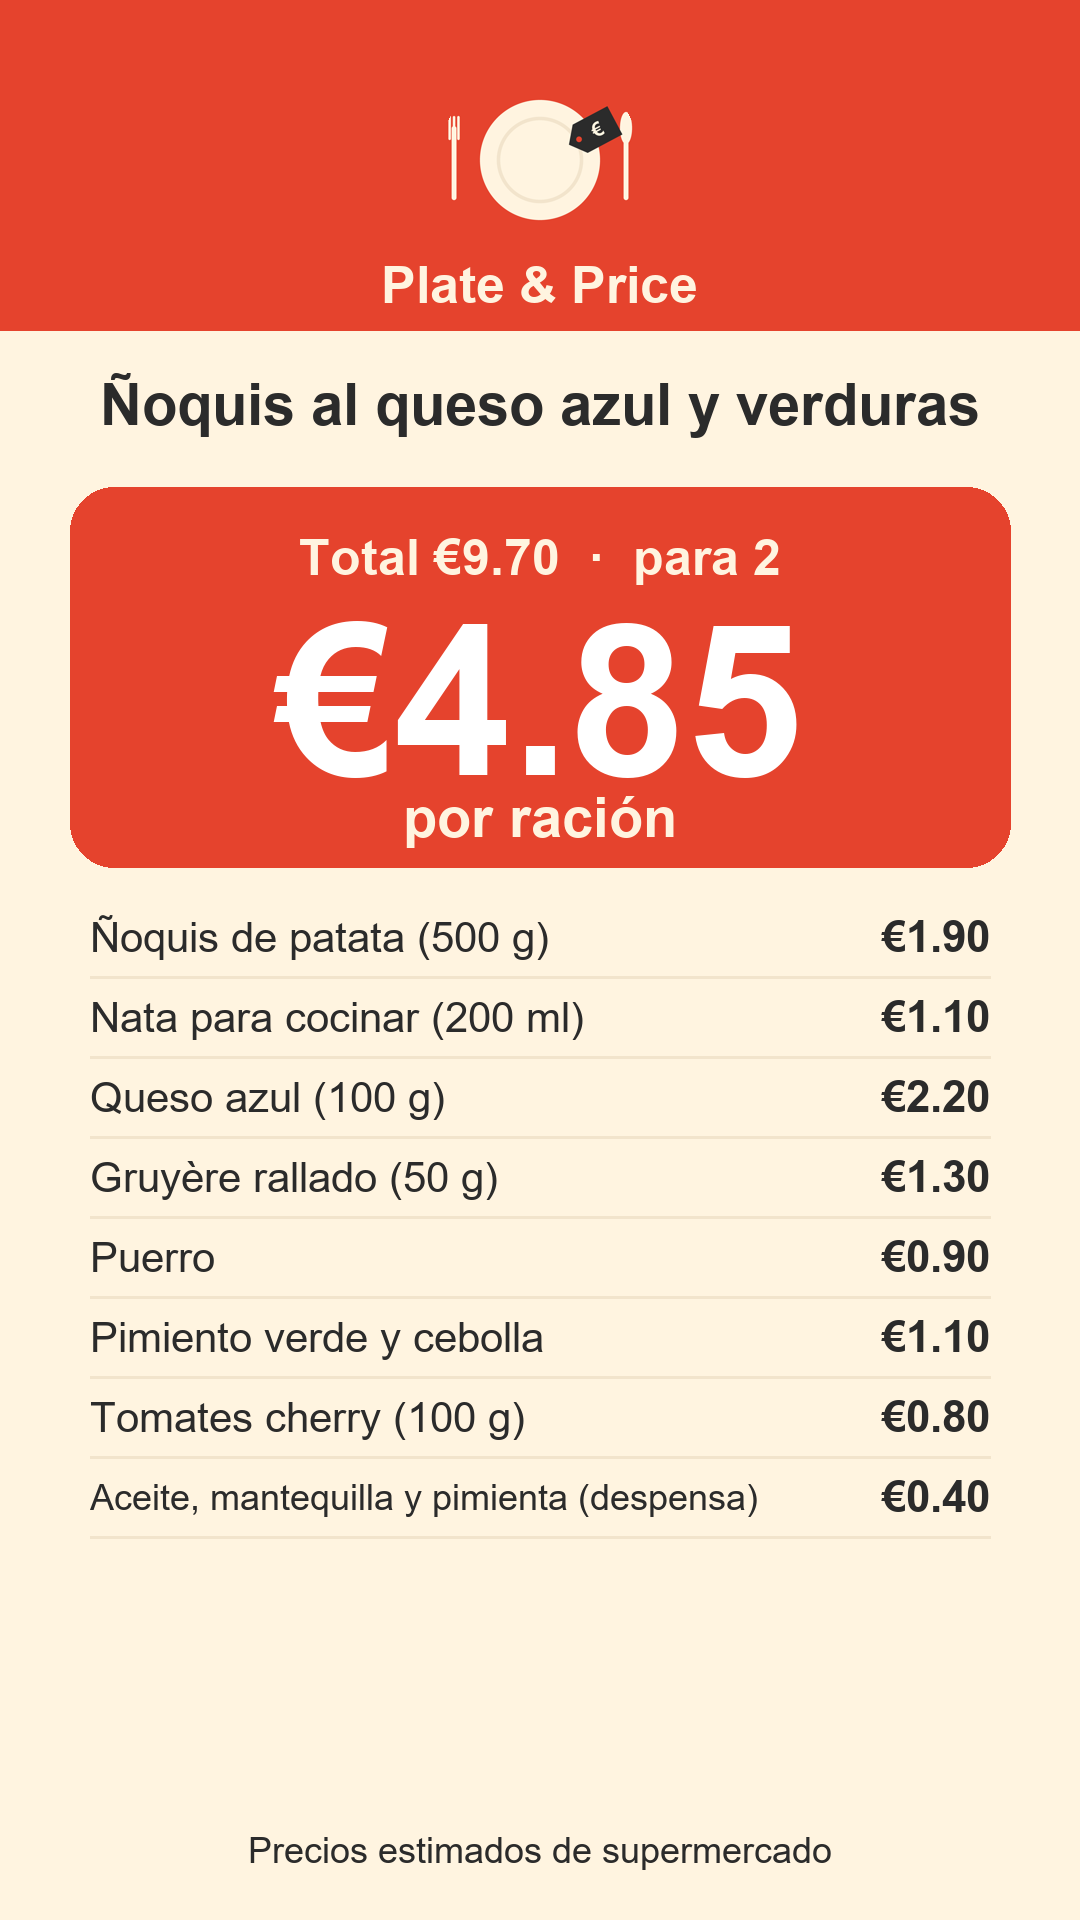 €
Plate & Price
Ñoquis al queso azul y verduras
Total €9.70 · para 2
€4.85
por ración
Ñoquis de patata (500 g) €1.90
Nata para cocinar (200 ml) €1.10
Queso azul (100 g) €2.20
Gruyère rallado (50 g) €1.30
Puerro €0.90
Pimiento verde y cebolla €1.10
Tomates cherry (100 g) €0.80
Aceite, mantequilla y pimienta (despensa) €0.40
Precios estimados de supermercado